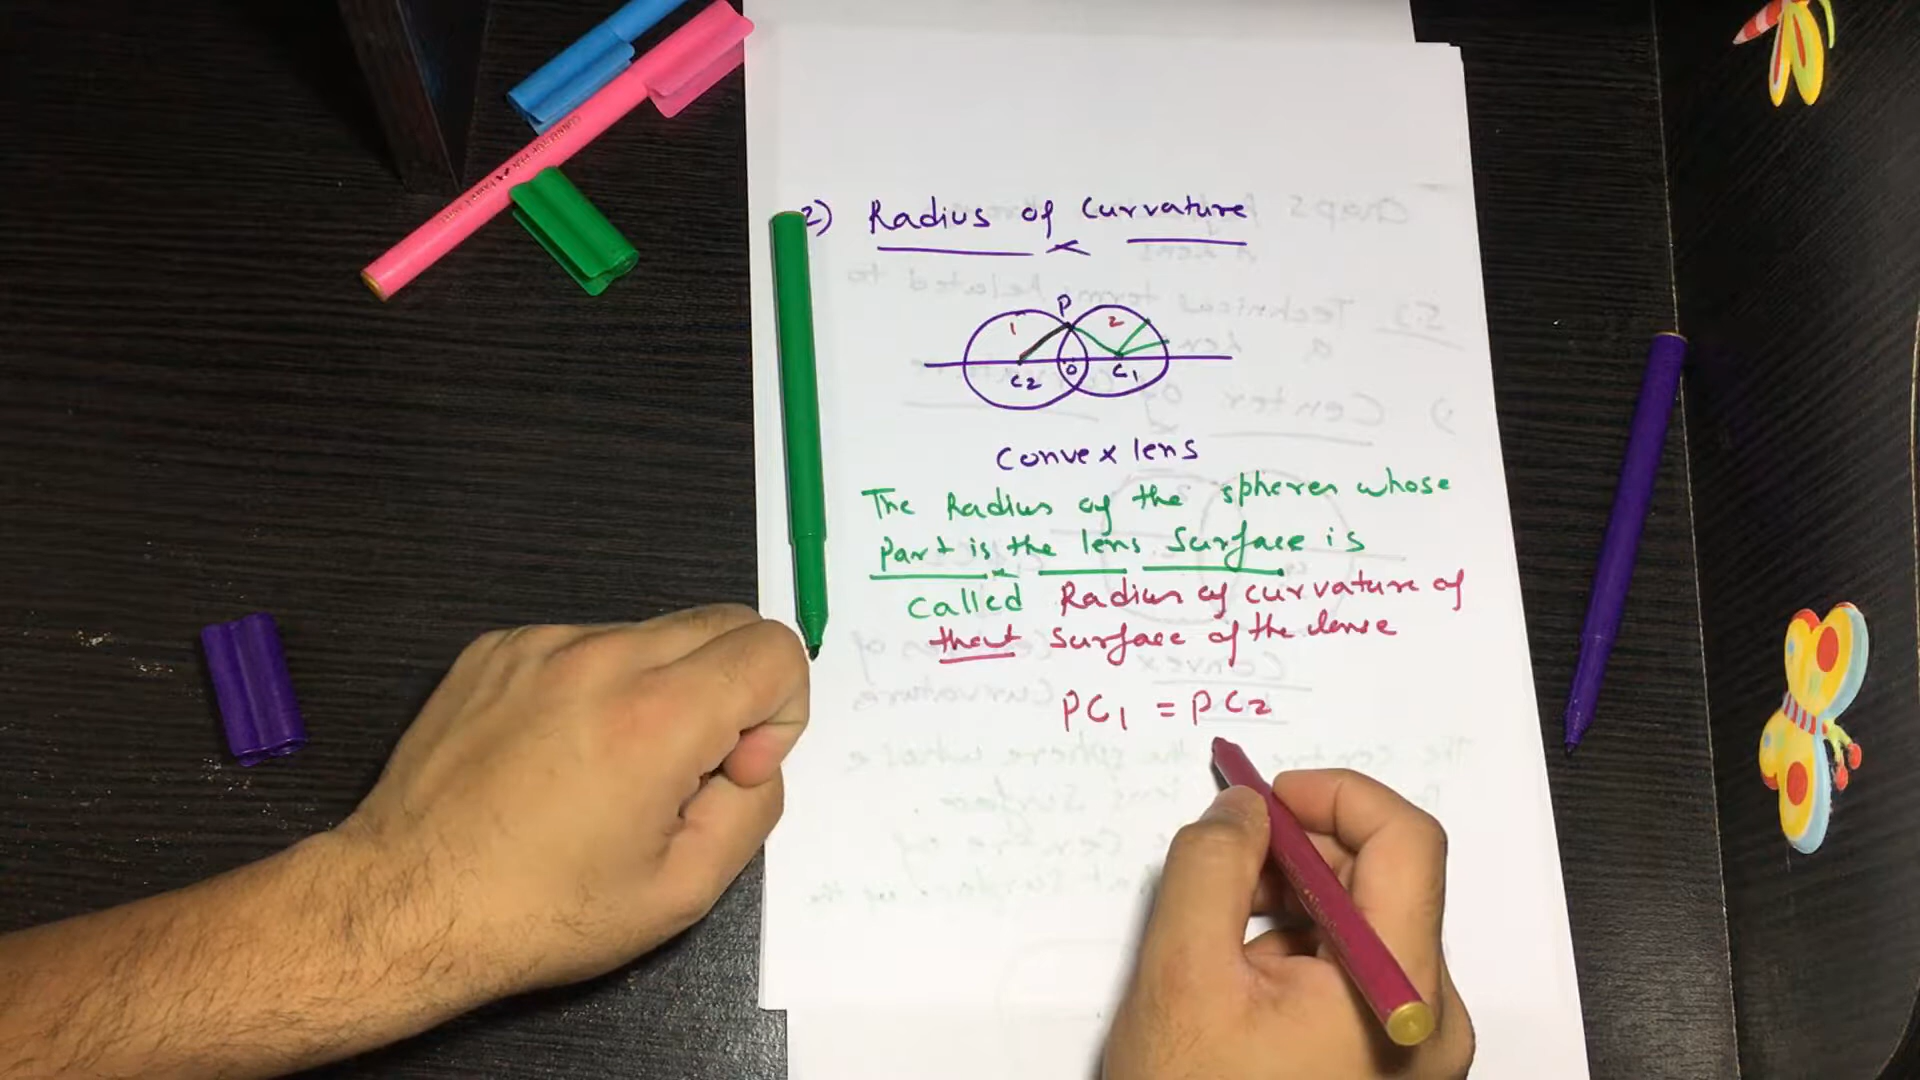 2) Radius of Curvature
P
1 2
C2 O C1
Convex lens
The Radius of the spheres whose
Part is the lens Surface is
called Radius of curvature of
that Surface of the lense
PC1 = PC2